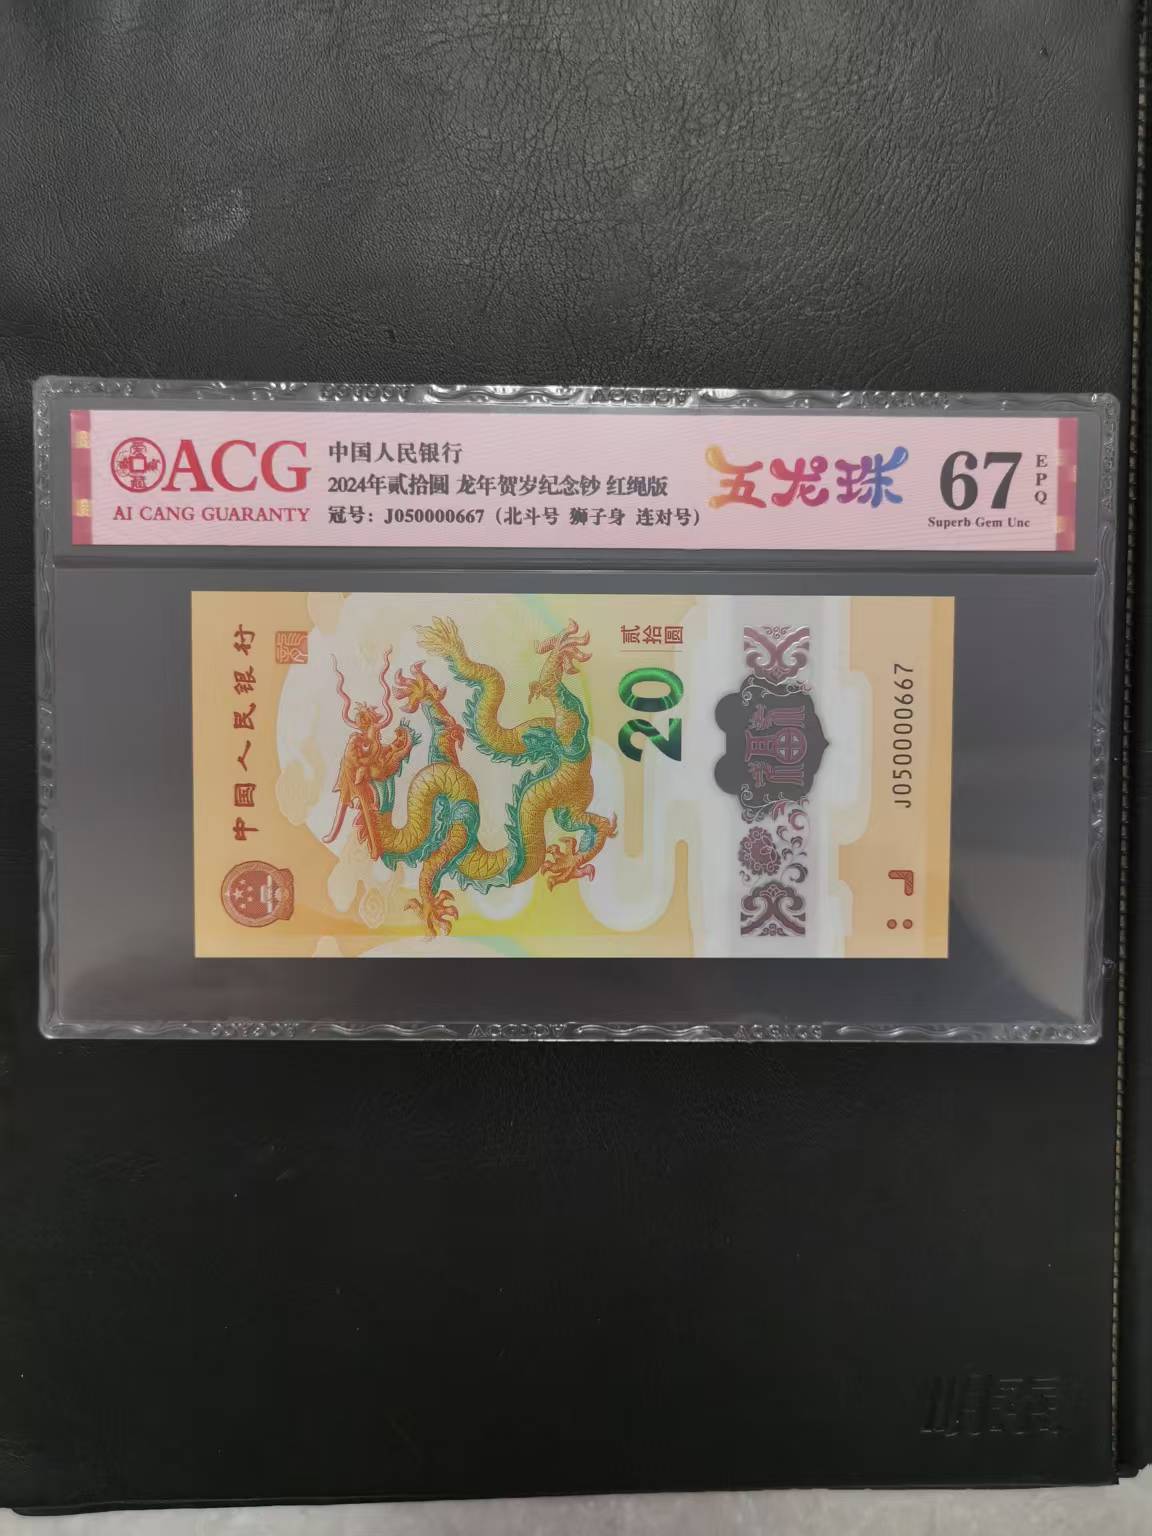 ACG
AI CANG GUARANTY
中国人民银行
2024年贰拾圆 龙年贺岁纪念钞 红绳版
冠号：J050000667（北斗号 狮子身 连对号）
五龙珠
67
EPQ
Superb Gem Unc
中国人民银行
贰拾圆
20
福
J050000667